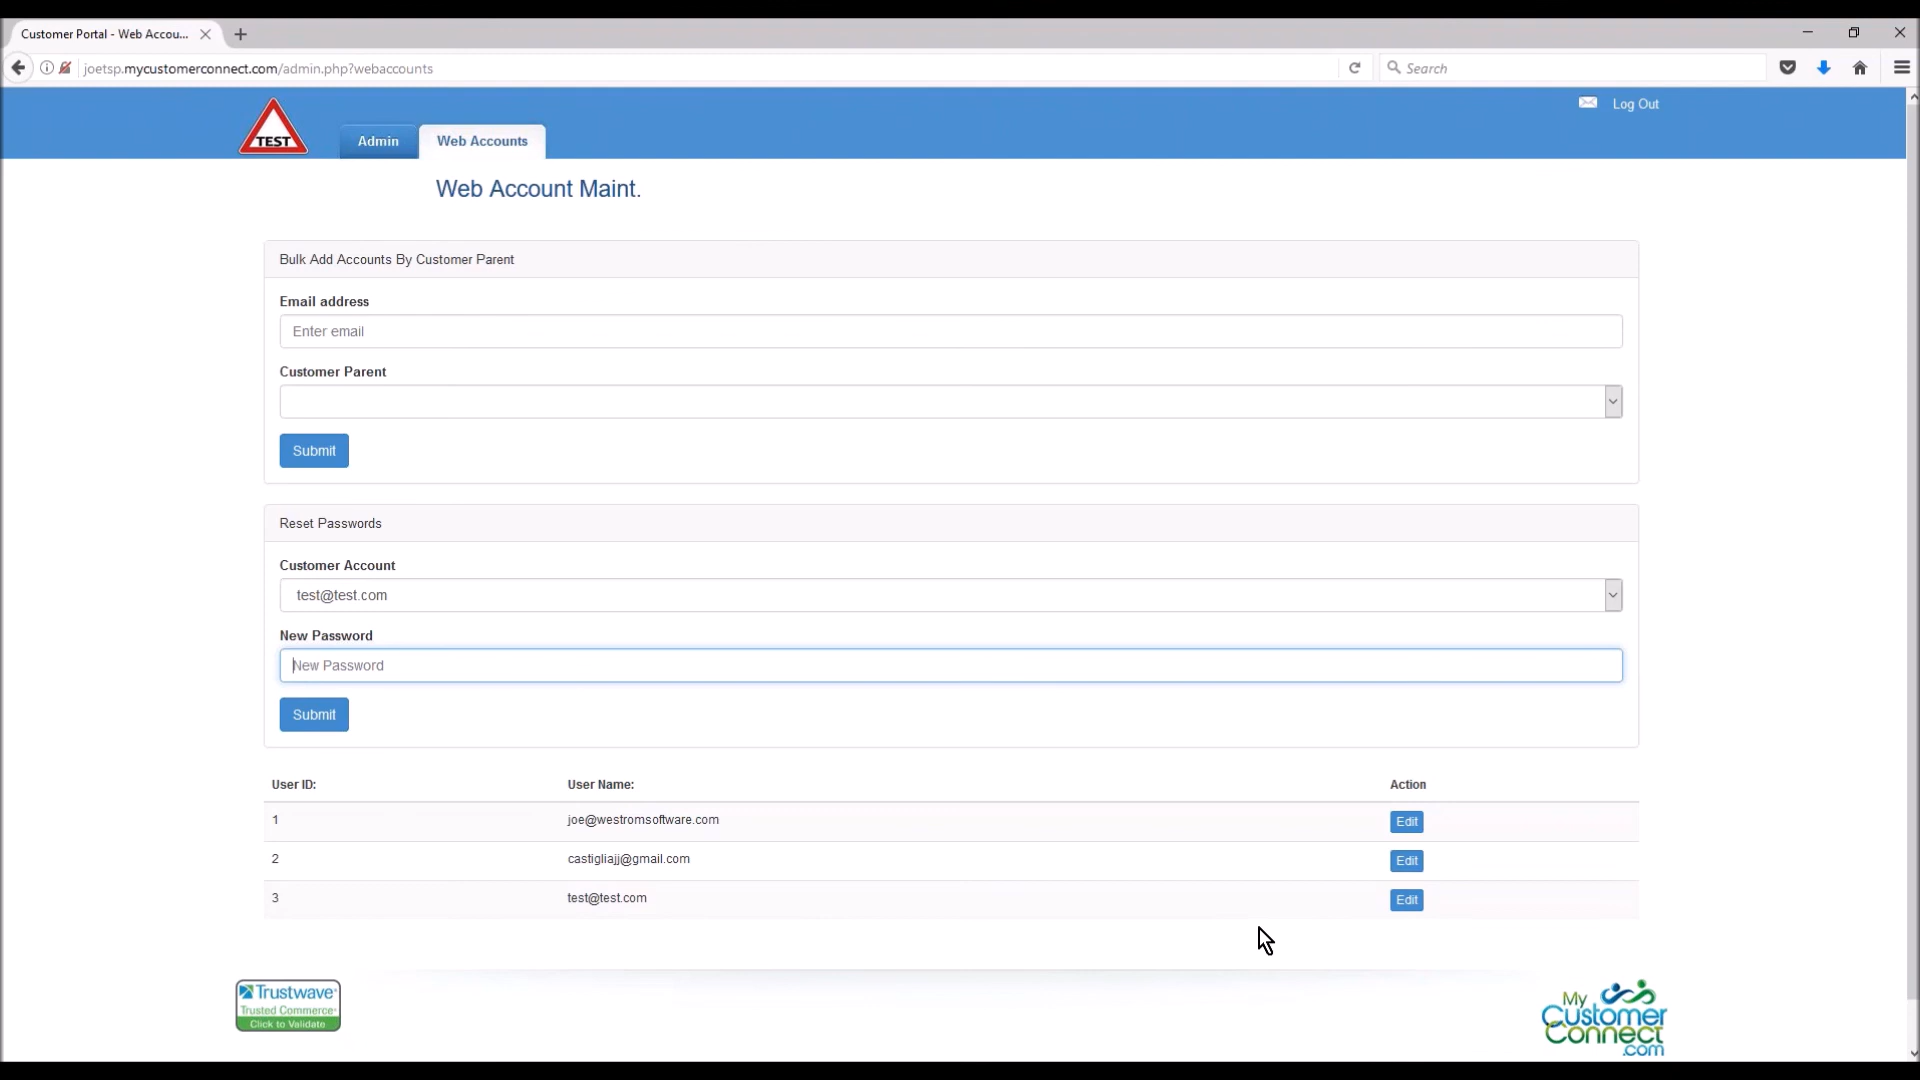 Customer Portal - Web Accou...
joetsp.mycustomerconnect.com/admin.php?webaccounts
Search
Log Out
TEST
Admin
Web Accounts
Web Account Maint.
Bulk Add Accounts By Customer Parent
Email address
Enter email
Customer Parent
Submit
Reset Passwords
Customer Account
test@test.com
New Password
New Password
Submit
User ID: User Name: Action
1 joe@westromsoftware.com Edit
2 castigliajj@gmail.com Edit
3 test@test.com Edit
Trustwave
Trusted Commerce
Click to Validate
My
Customer
Connect
.com